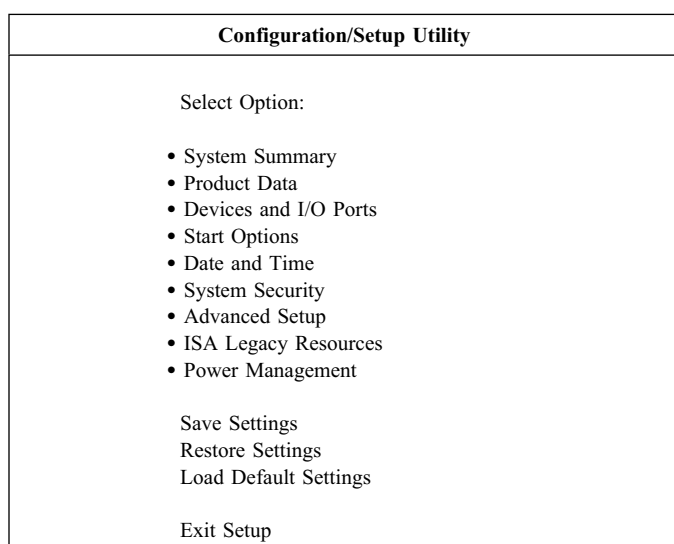 Configuration/Setup Utility
Select Option:
• System Summary
• Product Data
• Devices and I/O Ports
• Start Options
• Date and Time
• System Security
• Advanced Setup
• ISA Legacy Resources
• Power Management
Save Settings
Restore Settings
Load Default Settings
Exit Setup